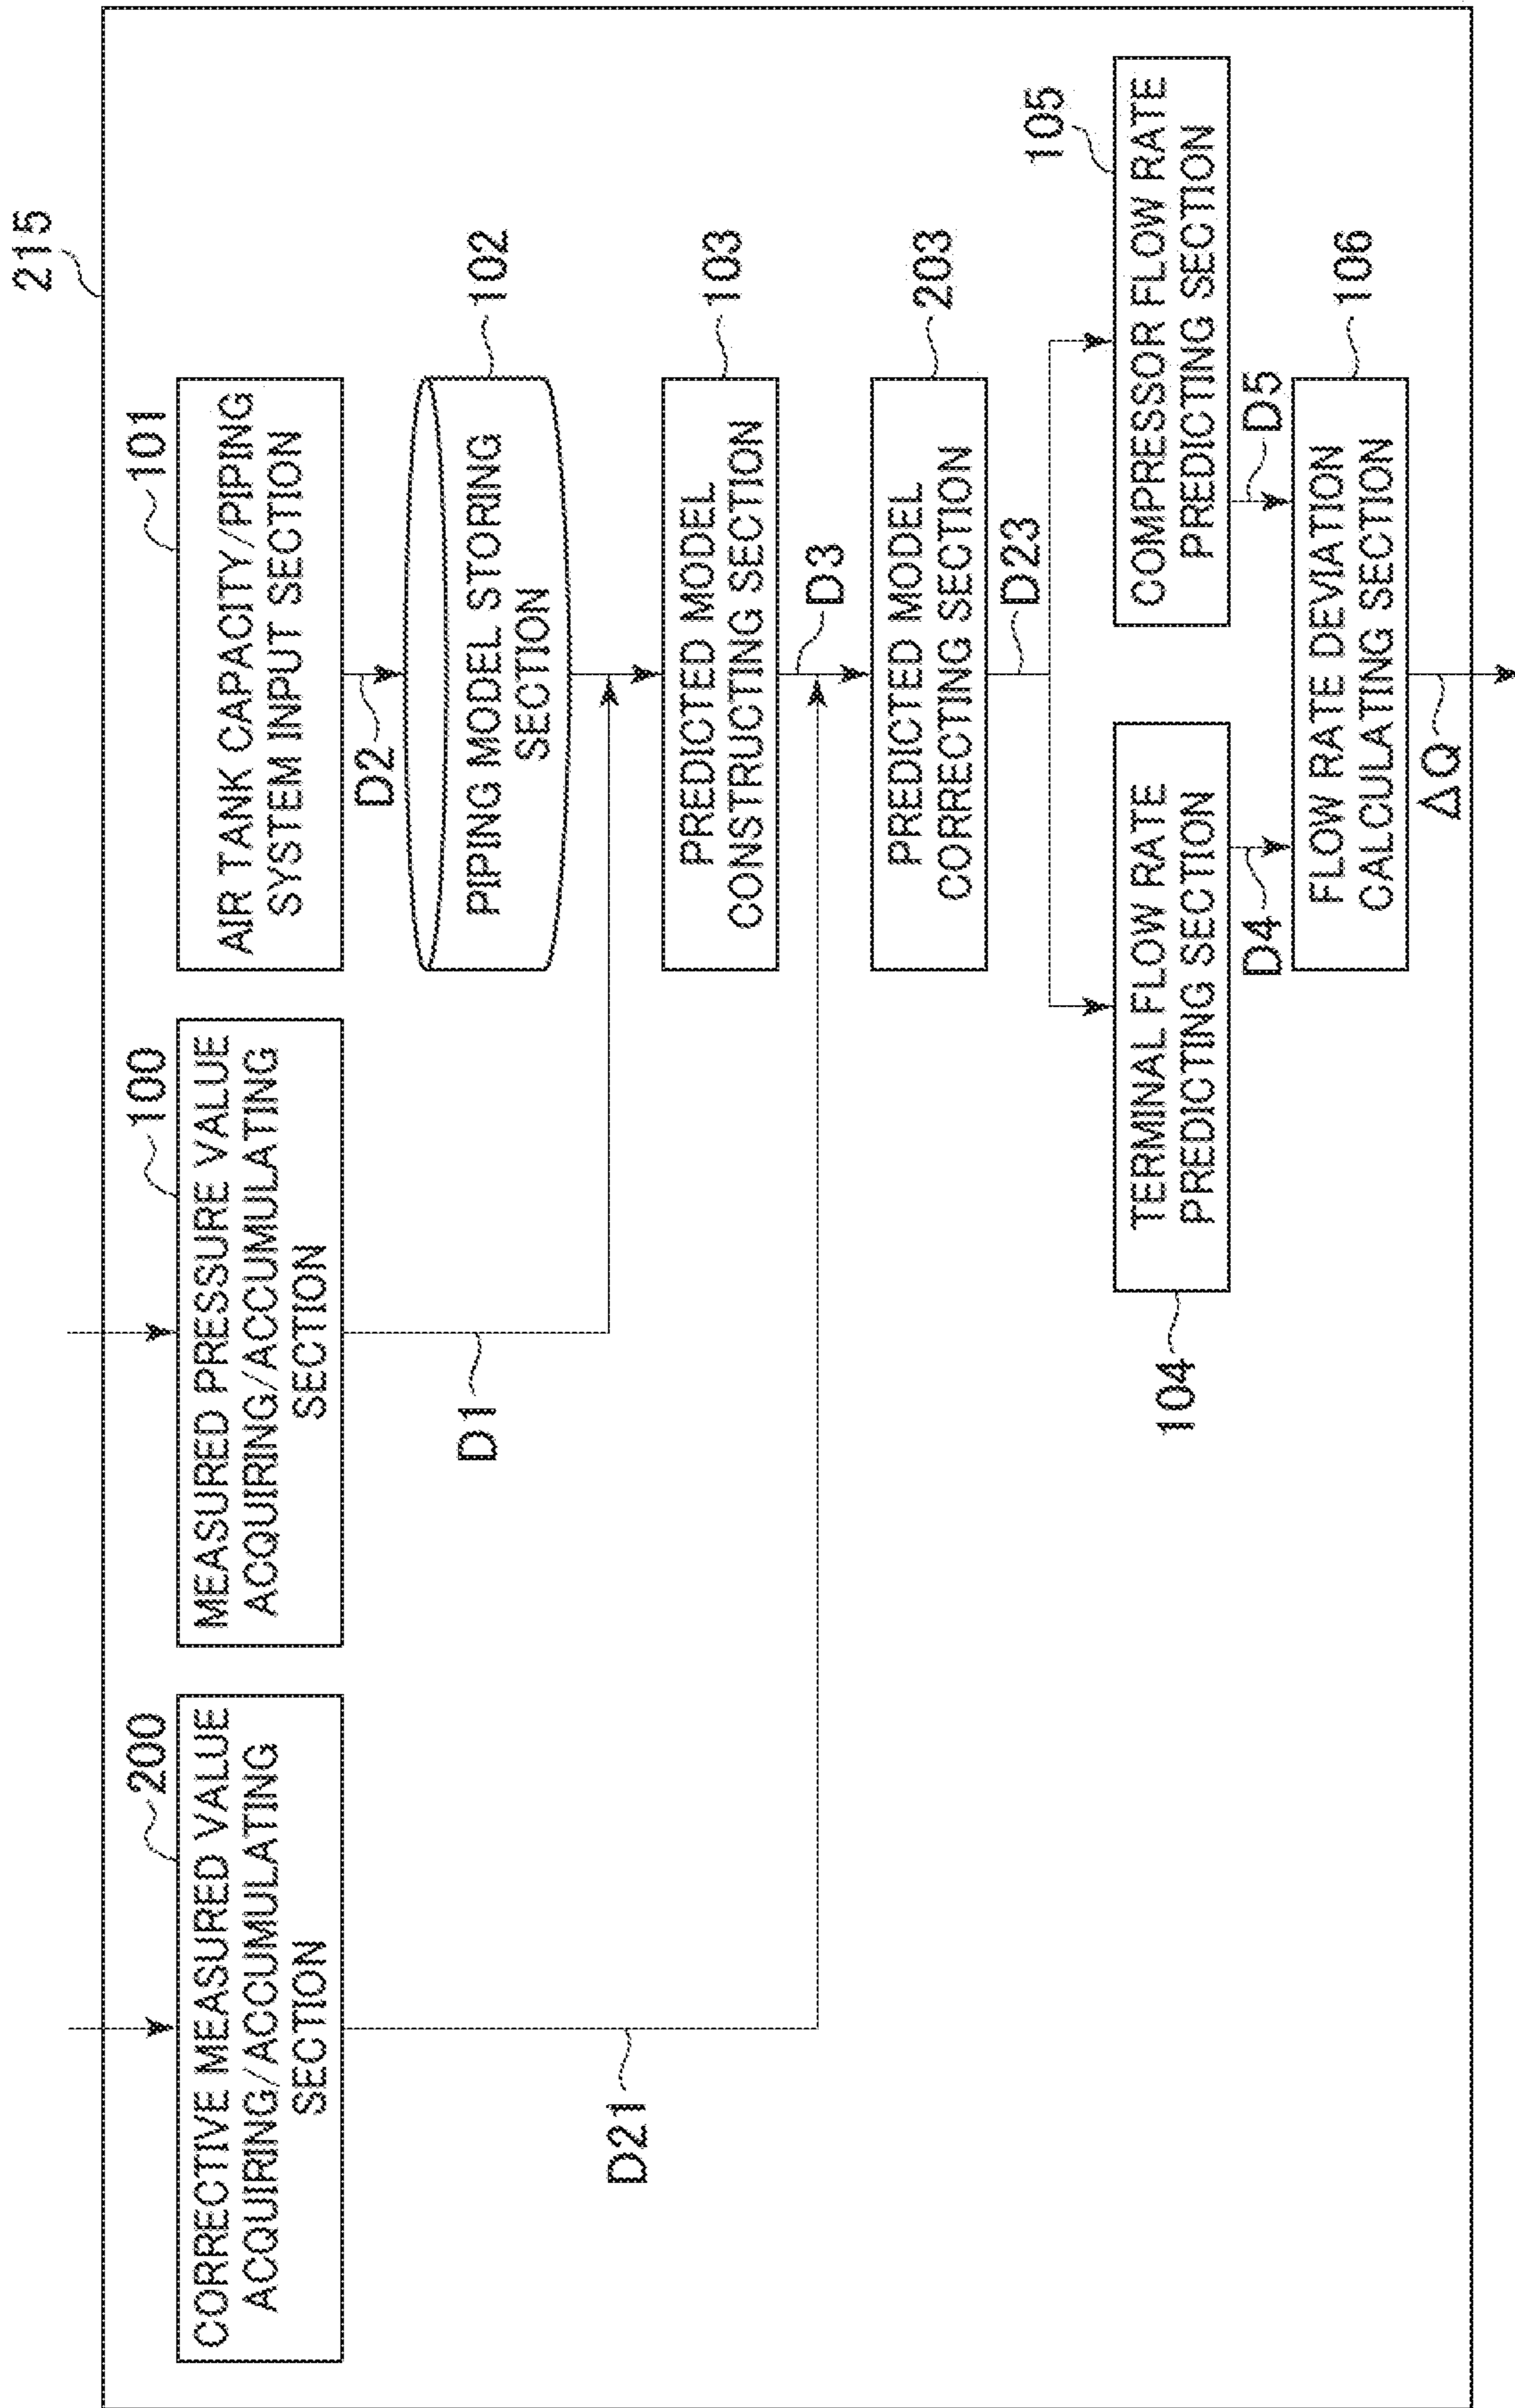 215
200
CORRECTIVE MEASURED VALUE
ACQUIRING/ACCUMULATING
SECTION
100
MEASURED PRESSURE VALUE
ACQUIRING/ACCUMULATING
SECTION
101
AIR TANK CAPACITY/PIPING
SYSTEM INPUT SECTION
D2
102
PIPING MODEL STORING
SECTION
D1
103
PREDICTED MODEL
CONSTRUCTING SECTION
D21
D3
203
PREDICTED MODEL
CORRECTING SECTION
D23
104
TERMINAL FLOW RATE
PREDICTING SECTION
105
COMPRESSOR FLOW RATE
PREDICTING SECTION
D4
D5
106
FLOW RATE DEVIATION
CALCULATING SECTION
ΔQ